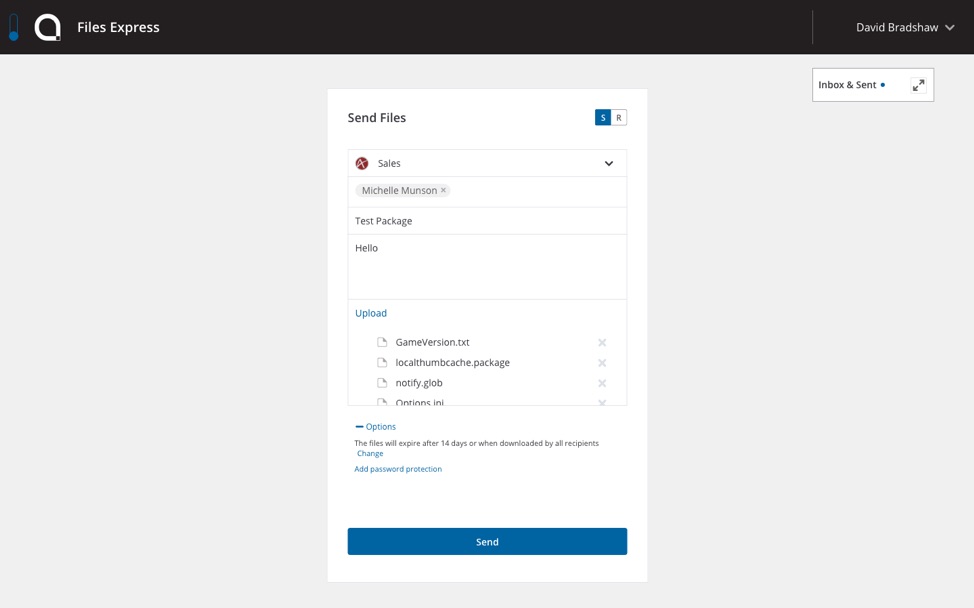 Files Express
David Bradshaw
Inbox & Sent
Send Files
S R
Sales
Michelle Munson ×
Test Package
Hello
Upload
GameVersion.txt
localthumbcache.package
notify.glob
Options.ini
Options
The files will expire after 14 days or when downloaded by all recipients
Change
Add password protection
Send